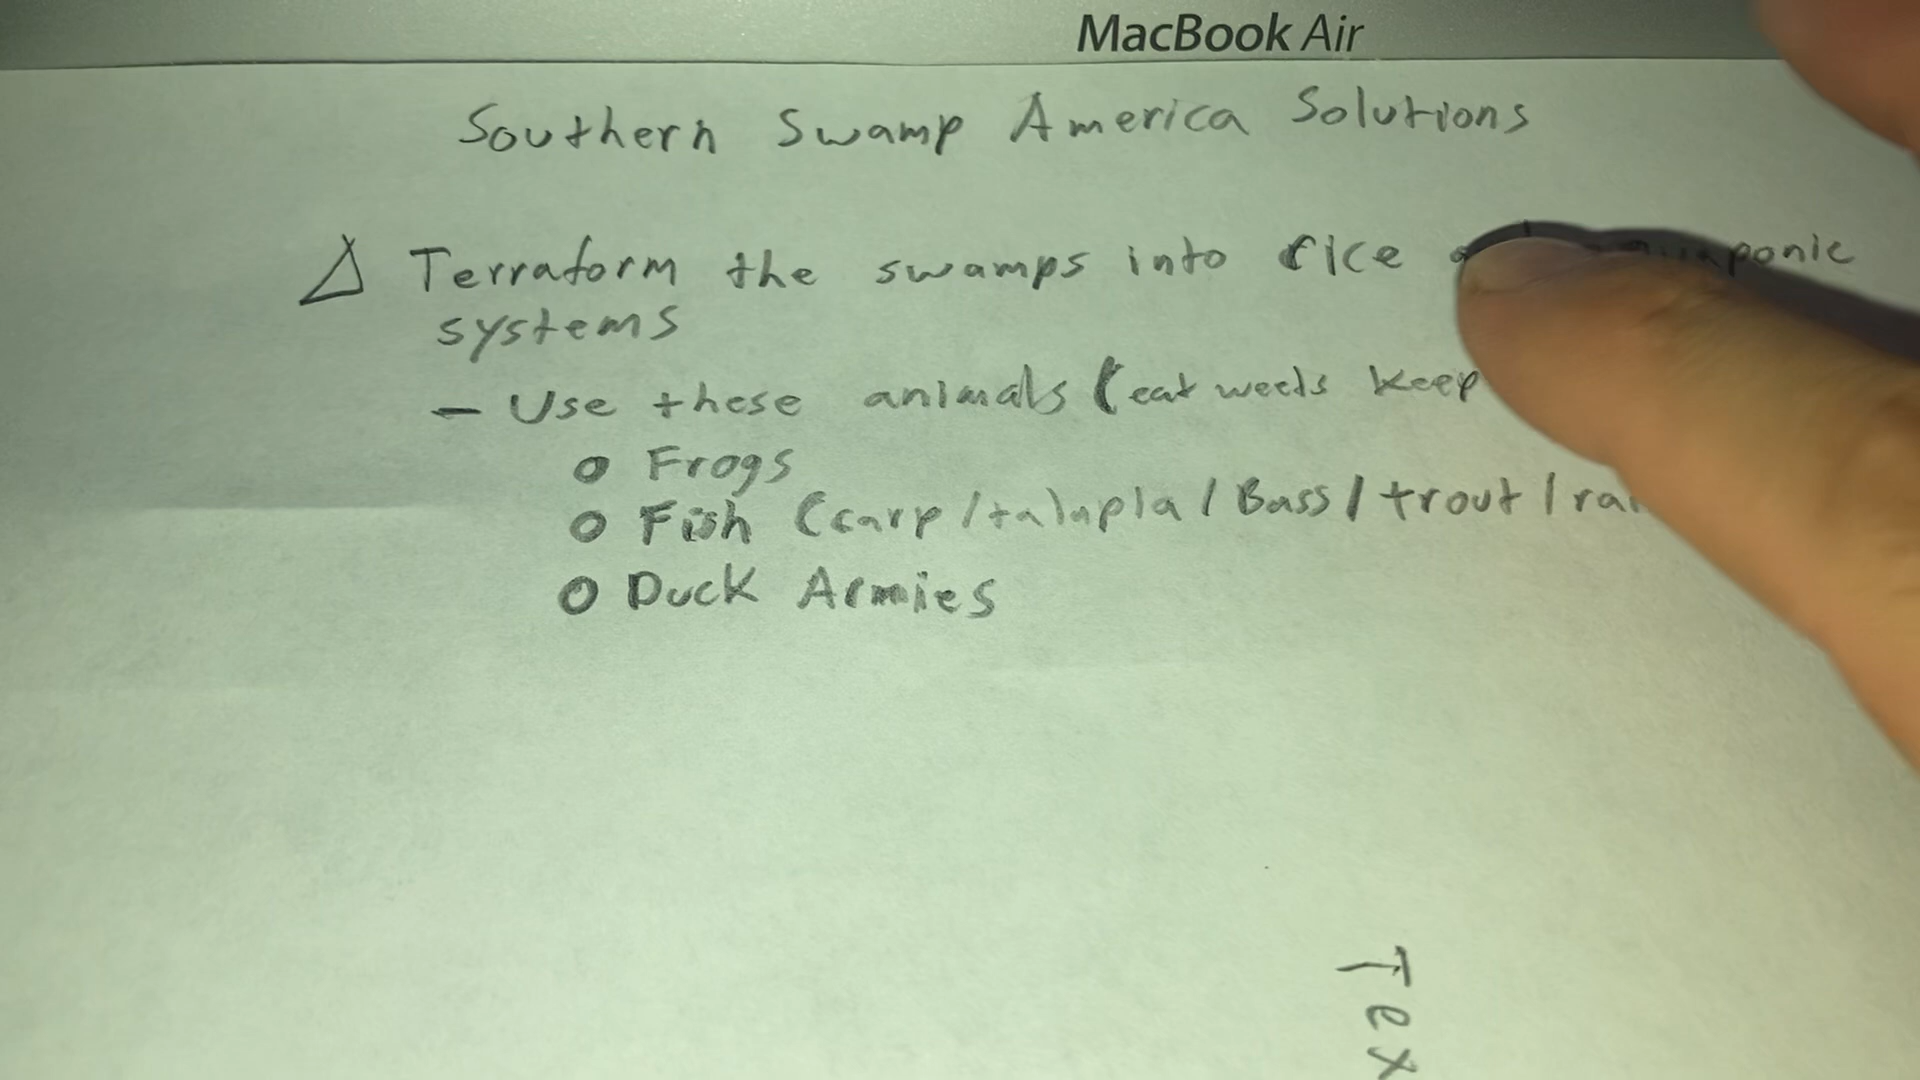 MacBook Air
Southern Swamp America Solutions
Terraform the swamps into rice
systems
- Use these animals (eat weeds keep
o Frogs
o Fish (carp/talapia/Bass/trout/
o Duck Armies
Tex